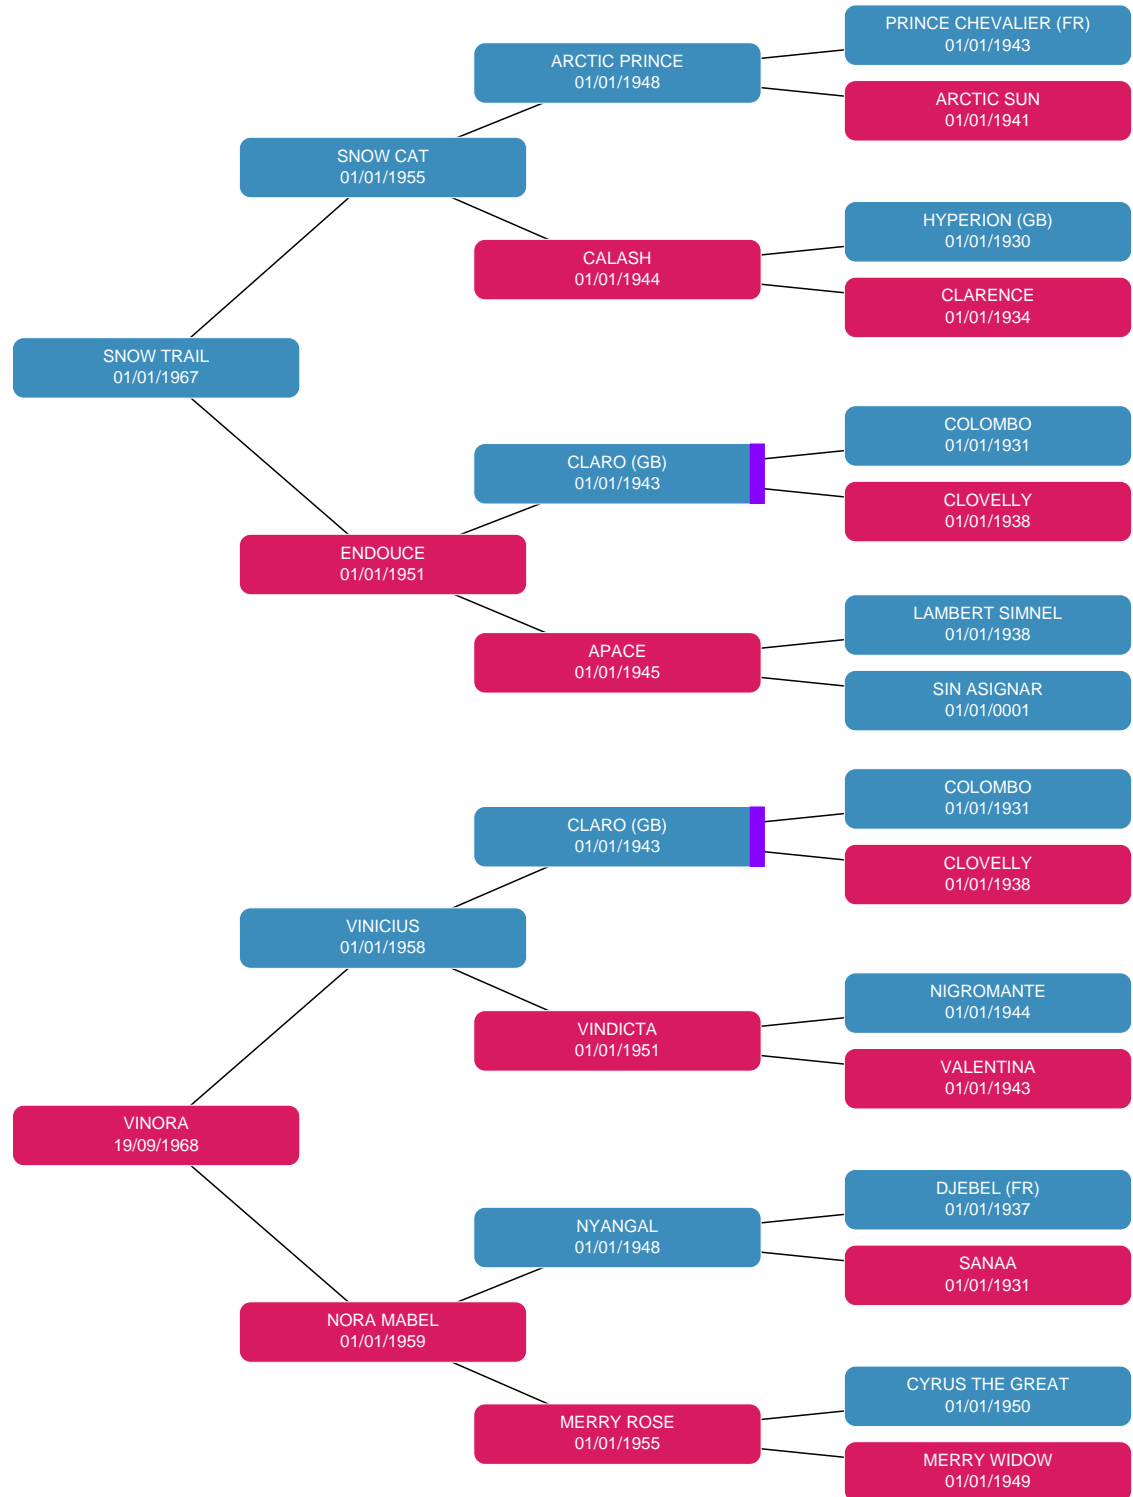 PRINCE CHEVALIER (FR)
01/01/1943
ARCTIC PRINCE
01/01/1948
ARCTIC SUN
01/01/1941
SNOW CAT
01/01/1955
HYPERION (GB)
01/01/1930
CALASH
01/01/1944
CLARENCE
01/01/1934
SNOW TRAIL
01/01/1967
COLOMBO
01/01/1931
CLARO (GB)
01/01/1943
CLOVELLY
01/01/1938
ENDOUCE
01/01/1951
LAMBERT SIMNEL
01/01/1938
APACE
01/01/1945
SIN ASIGNAR
01/01/0001
COLOMBO
01/01/1931
CLARO (GB)
01/01/1943
CLOVELLY
01/01/1938
VINICIUS
01/01/1958
NIGROMANTE
01/01/1944
VINDICTA
01/01/1951
VALENTINA
01/01/1943
VINORA
19/09/1968
DJEBEL (FR)
01/01/1937
NYANGAL
01/01/1948
SANAA
01/01/1931
NORA MABEL
01/01/1959
CYRUS THE GREAT
01/01/1950
MERRY ROSE
01/01/1955
MERRY WIDOW
01/01/1949